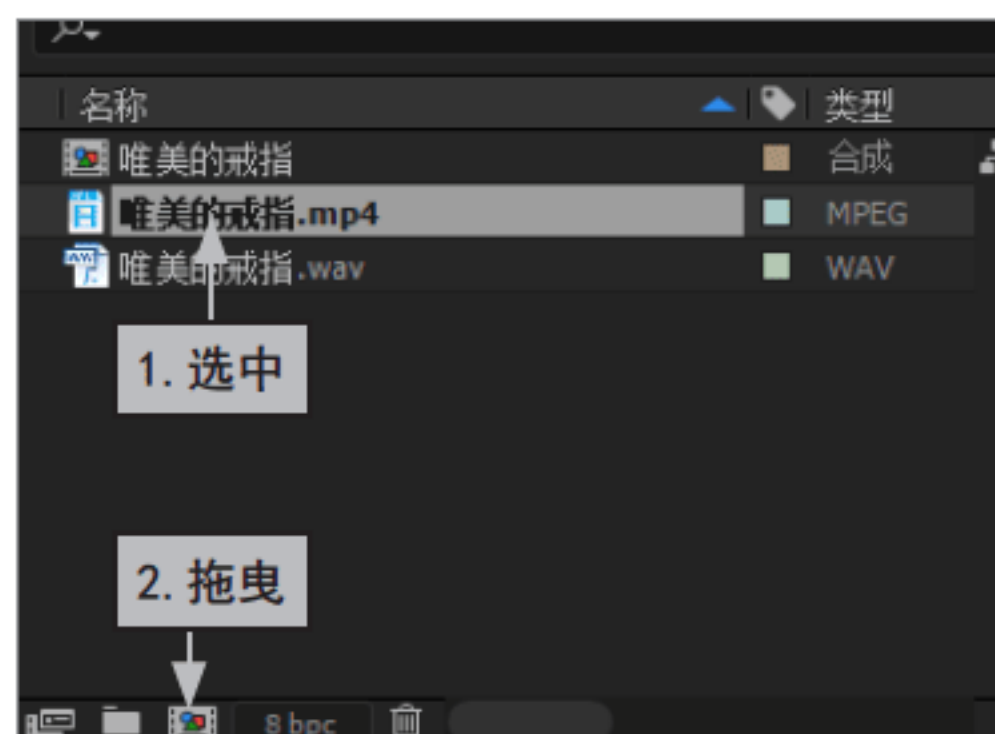 名称 类型
唯美的戒指 合成
唯美的戒指.mp4 MPEG
唯美的戒指.wav WAV
1. 选中
2. 拖曳
8 bpc